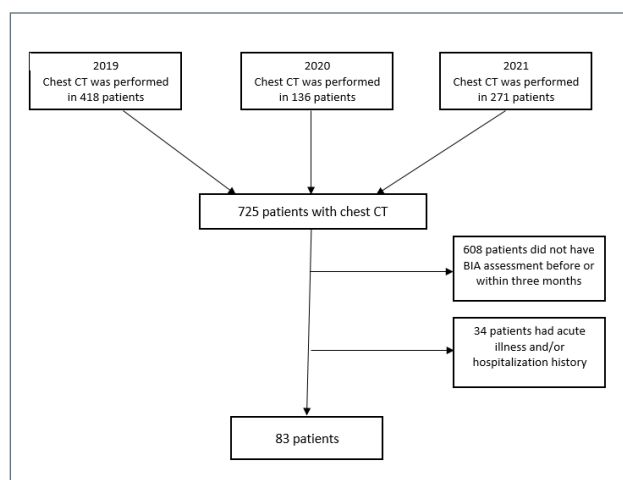 2019
Chest CT was performed
in 418 patients
2020
Chest CT was performed
in 136 patients
2021
Chest CT was performed
in 271 patients
725 patients with chest CT
608 patients did not have
BIA assessment before or
within three months
34 patients had acute
illness and/or
hospitalization history
83 patients